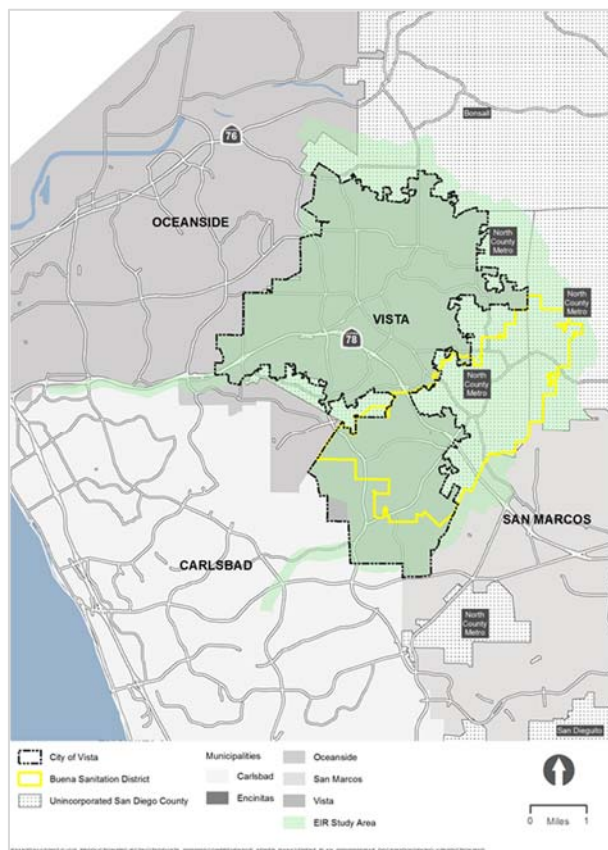 Bonsall
76
OCEANSIDE
North
County
Metro
North
County
Metro
VISTA
78
North
County
Metro
SAN MARCOS
CARLSBAD
North
County
Metro
San Dieguito
City of Vista
Buena Sanitation District
Unincorporated San Diego County
Municipalities
Carlsbad
Encinitas
Oceanside
San Marcos
Vista
EIR Study Area
0 Miles 1